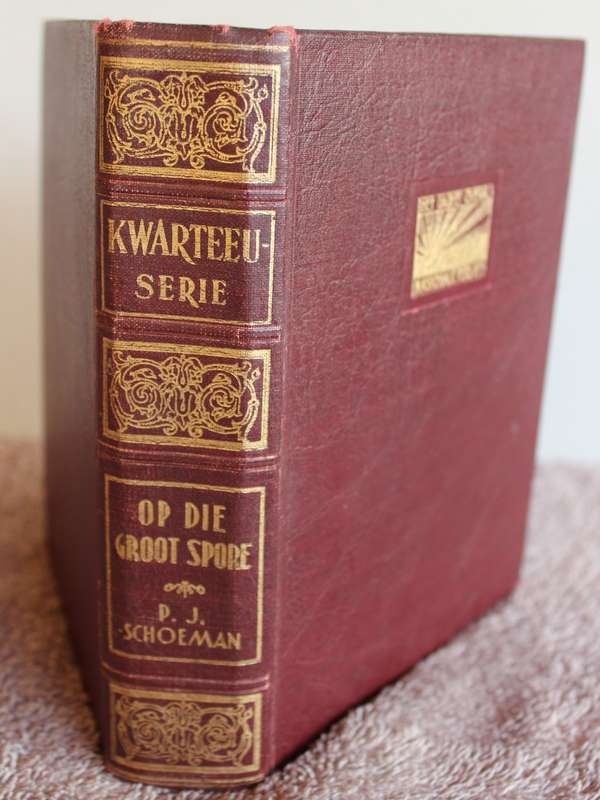 KWARTEEU-
SERIE
OP DIE
GROOT SPORE
P. J.
SCHOEMAN